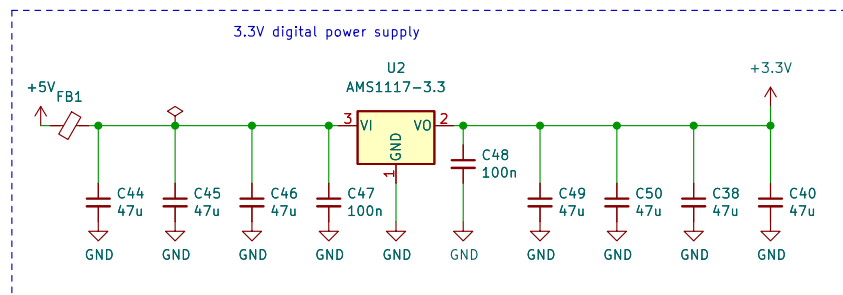 3.3V digital power supply
U2
AMS1117-3.3
+5V
FB1
+3.3V
3 VI VO 2
GND
1
C48
100n
C44
47u
C45
47u
C46
47u
C47
100n
C49
47u
C50
47u
C38
47u
C40
47u
GND GND GND GND GND GND GND GND GND GND